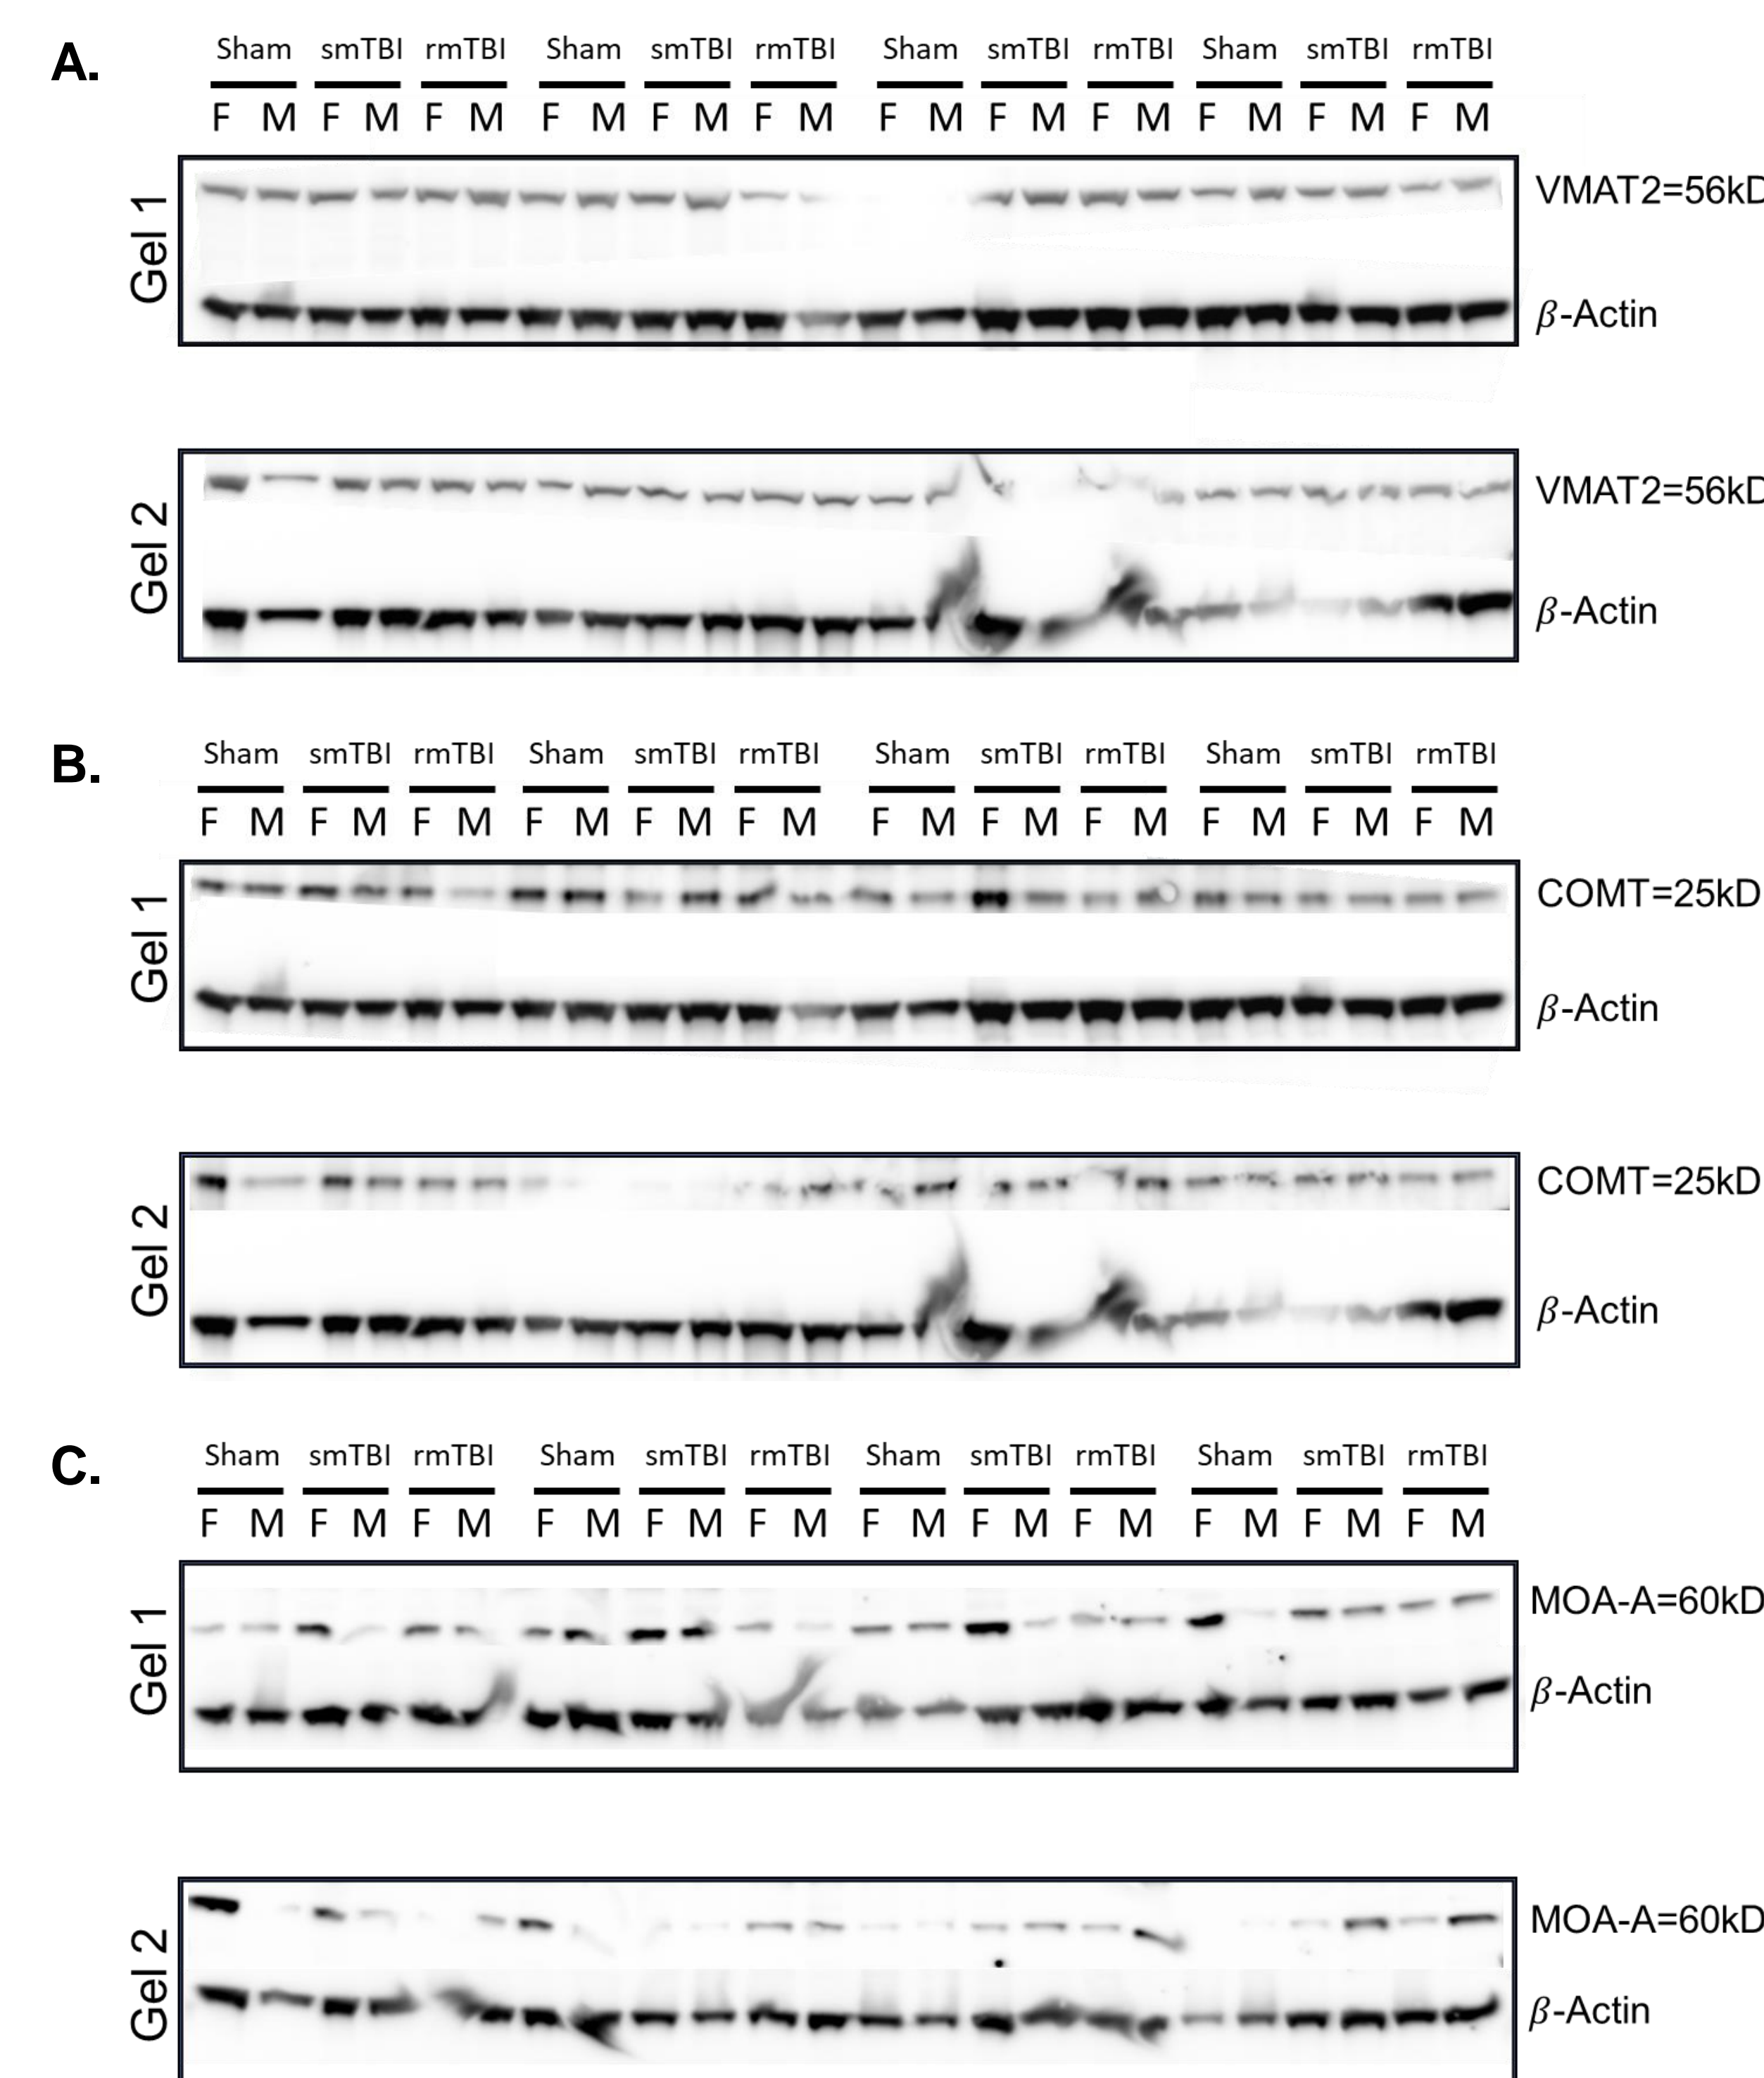 A.
Sham smTBI rmTBI Sham smTBI rmTBI Sham smTBI rmTBI Sham smTBI rmTBI
F M F M F M F M F M F M F M F M F M F M F M F M
Gel 1
VMAT2=56kD
β-Actin
Gel 2
VMAT2=56kD
β-Actin
B.
Sham smTBI rmTBI Sham smTBI rmTBI Sham smTBI rmTBI Sham smTBI rmTBI
F M F M F M F M F M F M F M F M F M F M F M F M
Gel 1
COMT=25kD
β-Actin
Gel 2
COMT=25kD
β-Actin
C.
Sham smTBI rmTBI Sham smTBI rmTBI Sham smTBI rmTBI Sham smTBI rmTBI
F M F M F M F M F M F M F M F M F M F M F M F M
Gel 1
MOA-A=60kD
β-Actin
Gel 2
MOA-A=60kD
β-Actin